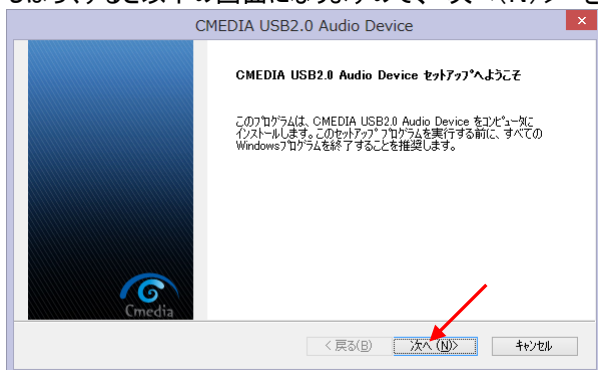 CMEDIA USB2.0 Audio Device
CMEDIA USB2.0 Audio Device ｾｯﾄｱｯﾌﾟへようこそ
このﾌﾟﾛｸﾞﾗﾑは、CMEDIA USB2.0 Audio Device をｺﾝﾋﾟｭｰﾀに
ｲﾝｽﾄｰﾙします。このｾｯﾄｱｯﾌﾟ ﾌﾟﾛｸﾞﾗﾑを実行する前に、すべての
Windowsﾌﾟﾛｸﾞﾗﾑを終了することを推奨します。
Cmedia
< 戻る(B)
次へ (N)>
ｷｬﾝｾﾙ